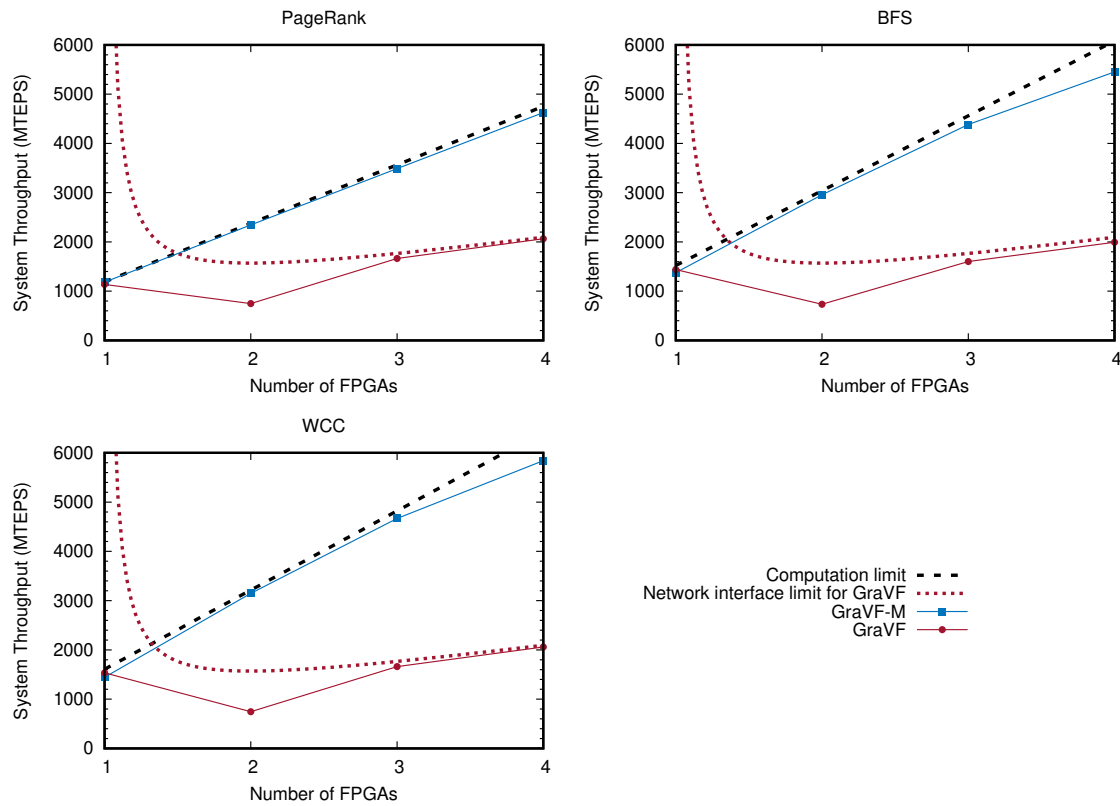 PageRank
6000
5000
4000
3000
2000
1000
0
System Throughput (MTEPS)
1 2 3 4
Number of FPGAs
BFS
6000
5000
4000
3000
2000
1000
0
System Throughput (MTEPS)
1 2 3 4
Number of FPGAs
WCC
6000
5000
4000
3000
2000
1000
0
System Throughput (MTEPS)
1 2 3 4
Number of FPGAs
Computation limit
Network interface limit for GraVF
GraVF-M
GraVF